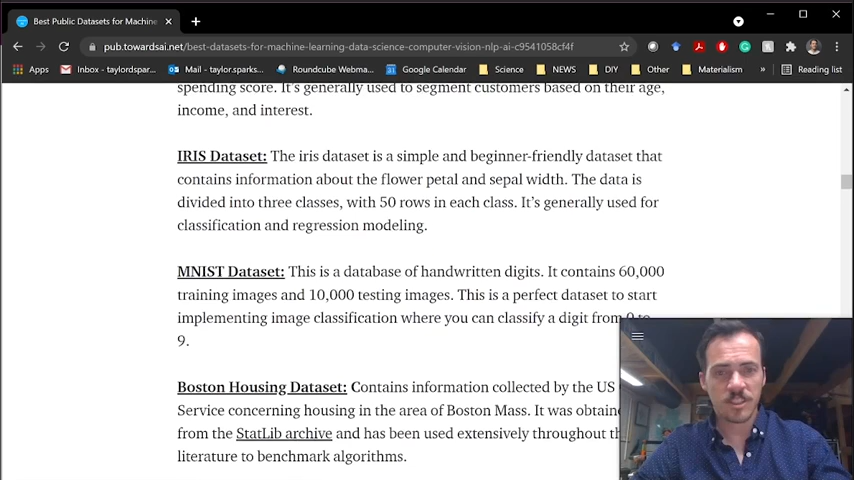 Best Public Datasets for Machine
pub.towardsai.net/best-datasets-for-machine-learning-data-science-computer-vision-nlp-ai-c9541058cf4f
Apps Inbox - taylordspar... Mail - taylor.sparks... Roundcube Webma... Google Calendar Science NEWS DIY Other Materialism » Reading list
spending score. It's generally used to segment customers based on their age,
income, and interest.
IRIS Dataset: The iris dataset is a simple and beginner-friendly dataset that
contains information about the flower petal and sepal width. The data is
divided into three classes, with 50 rows in each class. It's generally used for
classification and regression modeling.
MNIST Dataset: This is a database of handwritten digits. It contains 60,000
training images and 10,000 testing images. This is a perfect dataset to start
implementing image classification where you can classify a digit from 0 to
9.
Boston Housing Dataset: Contains information collected by the US
Service concerning housing in the area of Boston Mass. It was obtaine
from the StatLib archive and has been used extensively throughout th
literature to benchmark algorithms.